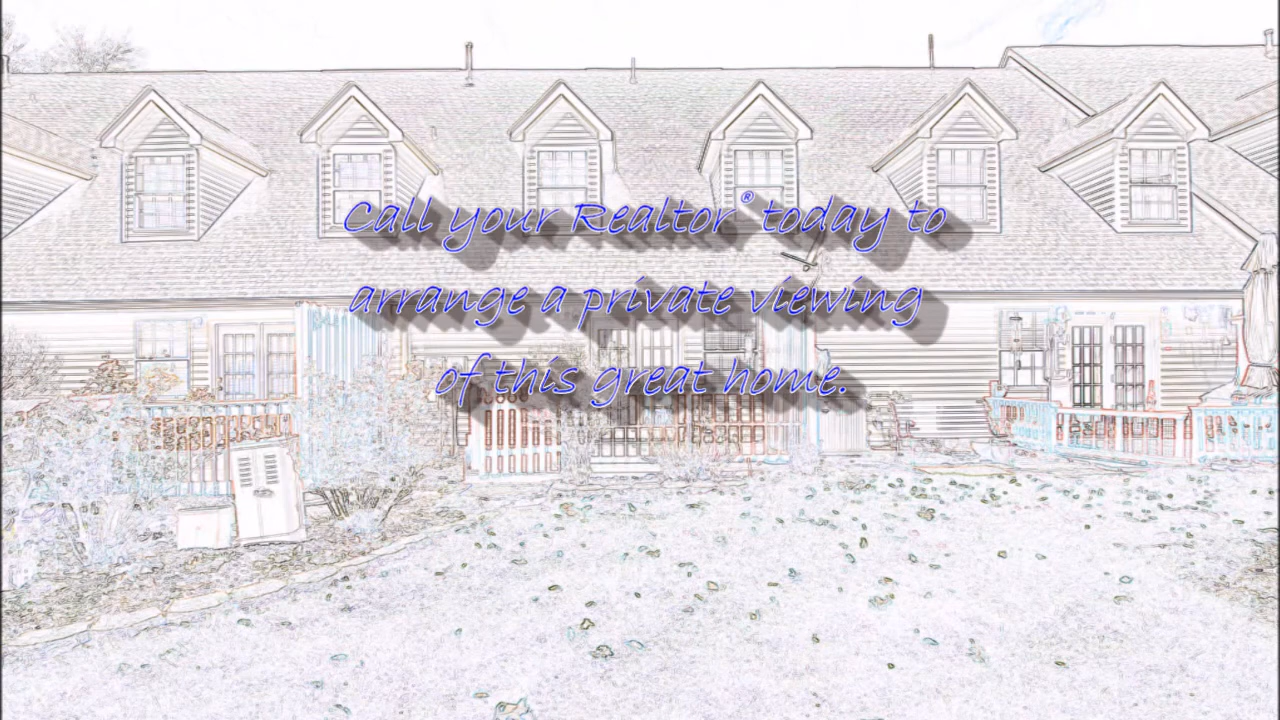 Call your Realtor® today to
arrange a private viewing
of this great home.